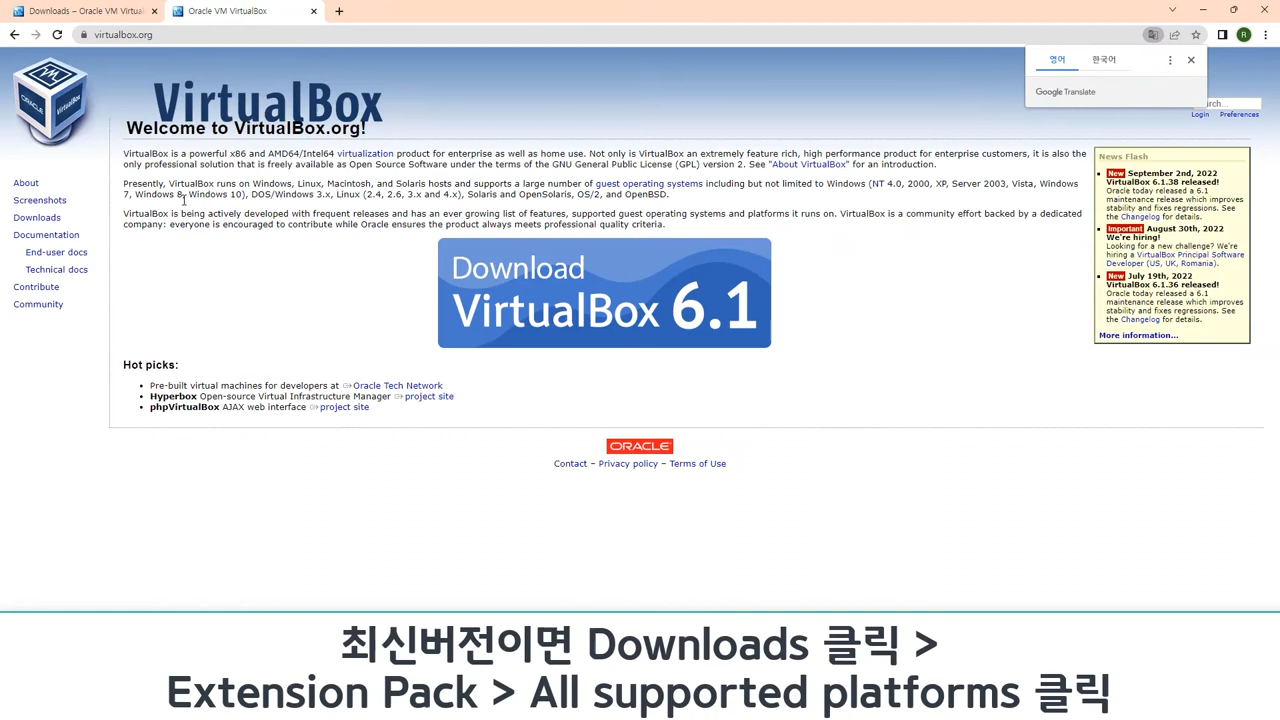 Downloads – Oracle VM Virtual
Oracle VM VirtualBox
virtualbox.org
R
영어 한국어
Google Translate
ORACLE VirtualBox
VirtualBox
Login Preferences
Welcome to VirtualBox.org!
VirtualBox is a powerful x86 and AMD64/Intel64 virtualization product for enterprise as well as home use. Not only is VirtualBox an extremely feature rich, high performance product for enterprise customers, it is also the
only professional solution that is freely available as Open Source Software under the terms of the GNU General Public License (GPL) version 2. See "About VirtualBox" for an introduction.
Presently, VirtualBox runs on Windows, Linux, Macintosh, and Solaris hosts and supports a large number of guest operating systems including but not limited to Windows (NT 4.0, 2000, XP, Server 2003, Vista, Windows
7, Windows 8, Windows 10), DOS/Windows 3.x, Linux (2.4, 2.6, 3.x and 4.x), Solaris and OpenSolaris, OS/2, and OpenBSD.
VirtualBox is being actively developed with frequent releases and has an ever growing list of features, supported guest operating systems and platforms it runs on. VirtualBox is a community effort backed by a dedicated
company: everyone is encouraged to contribute while Oracle ensures the product always meets professional quality criteria.
About
Screenshots
Downloads
Documentation
End-user docs
Technical docs
Contribute
Community
Download
VirtualBox 6.1
Hot picks:
• Pre-built virtual machines for developers at Oracle Tech Network
• Hyperbox Open-source Virtual Infrastructure Manager project site
• phpVirtualBox AJAX web interface project site
News Flash
• New September 2nd, 2022
VirtualBox 6.1.38 released!
Oracle today released a 6.1
maintenance release which improves
stability and fixes regressions. See
the Changelog for details.
• Important August 30th, 2022
We're hiring!
Looking for a new challenge? We're
hiring a VirtualBox Principal Software
Developer (US, UK, Romania).
• New July 19th, 2022
VirtualBox 6.1.36 released!
Oracle today released a 6.1
maintenance release which improves
stability and fixes regressions. See
the Changelog for details.
More information...
ORACLE
Contact – Privacy policy – Terms of Use
최신버전이면 Downloads 클릭 >
Extension Pack > All supported platforms 클릭